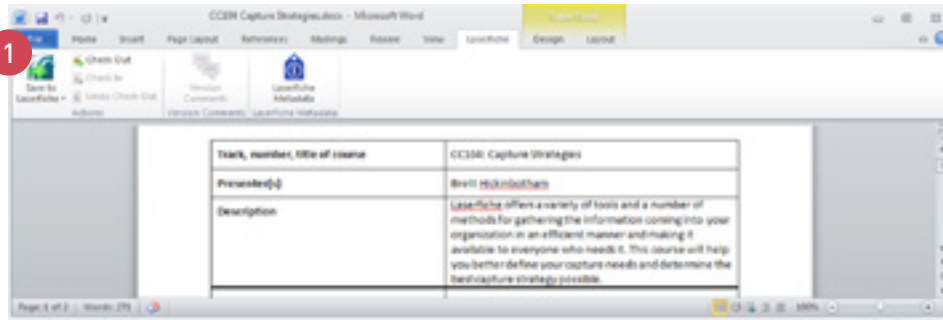 CC104 Capture Strategies.docx - Microsoft Word
Table Tools
File Home Insert Page Layout References Mailings Review View Laserfiche Design Layout
1
Save to Laserfiche
Check Out
Check In
Undo Check Out
Actions
Version Comments
Version Comments
Laserfiche Metadata
Laserfiche Metadata
Track, number, title of course
CC104: Capture Strategies
Presenter(s)
Brett Hickinbotham
Description
Laserfiche offers a variety of tools and a number of
methods for gathering the information coming into your
organization in an efficient manner and making it
available to everyone who needs it. This course will help
you better define your capture needs and determine the
best capture strategy possible.
Page: 1 of 2 Words: 271
100%